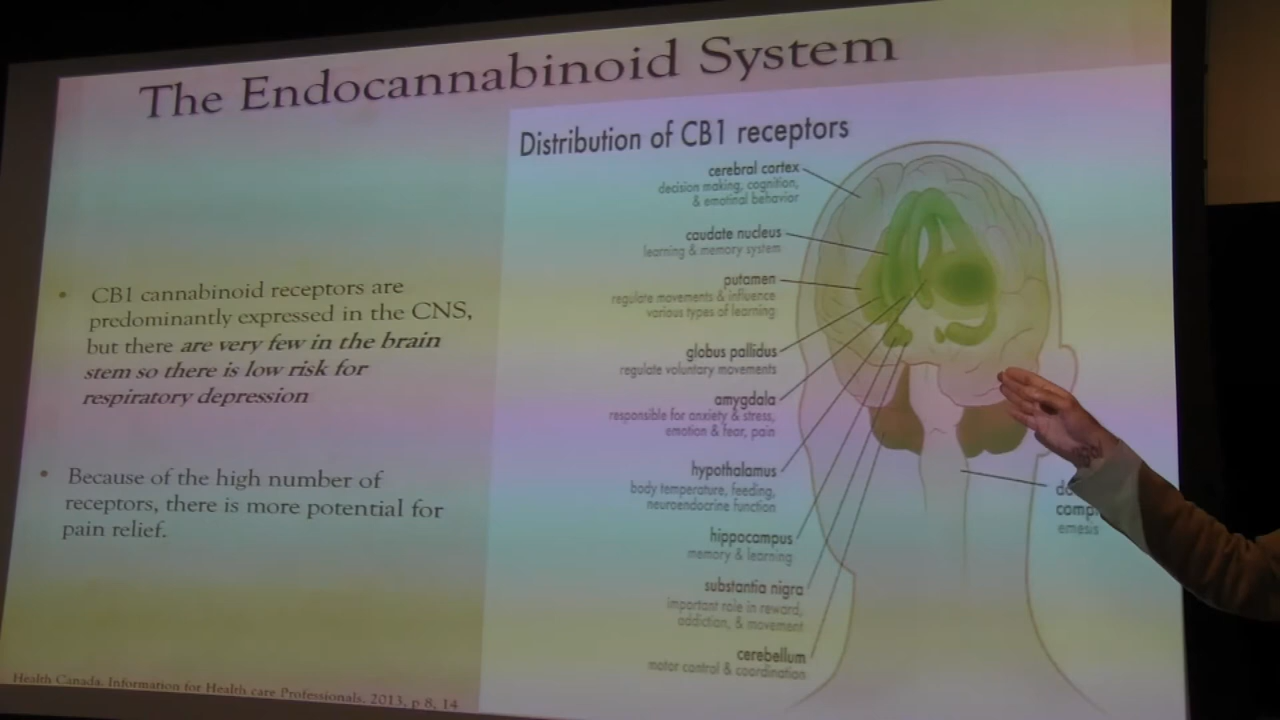 The Endocannabinoid System
• CB1 cannabinoid receptors are
predominantly expressed in the CNS,
but there are very few in the brain
stem so there is low risk for
respiratory depression
• Because of the high number of
receptors, there is more potential for
pain relief.
Health Canada. Information for Health care Professionals. 2013, p 8, 14
Distribution of CB1 receptors
cerebral cortex
decision making, cognition,
& emotinal behavior
caudate nucleus
learning & memory system
putamen
regulate movements & influence
various types of learning
globus pallidus
regulate voluntary movements
amygdala
responsible for anxiety & stress,
emotion & fear, pain
hypothalamus
body temperature, feeding,
neuroendocrine function
hippocampus
memory & learning
substantia nigra
important role in reward,
addiction, & movement
cerebellum
motor control & coordination
emesis